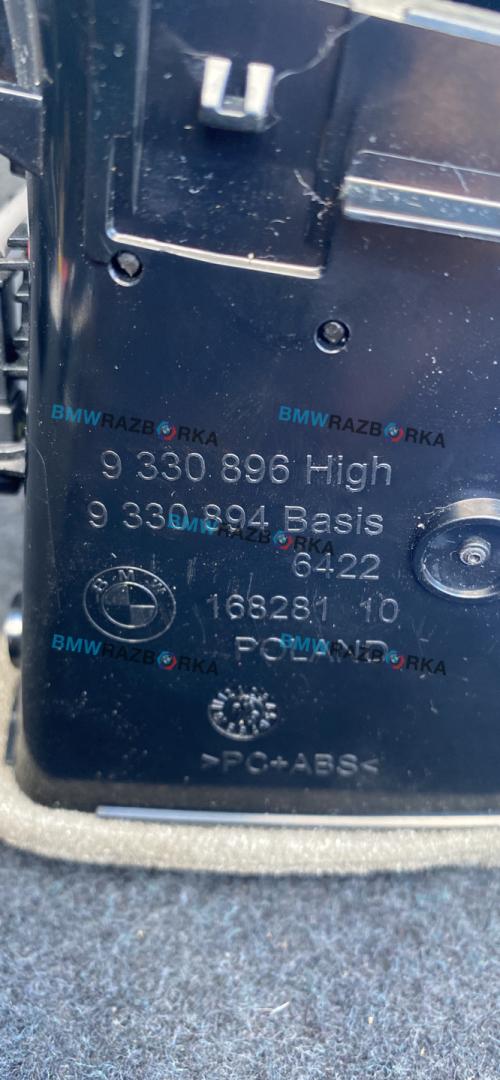 BMWRAZBORKA BMWRAZBORKA
9 330 896 High
9 330 894 Basis
BMWRAZBORKA
6422
BMW
168281 10
POLAND
BMWRAZBORKA BMWRAZBORKA
>PC+ABS<